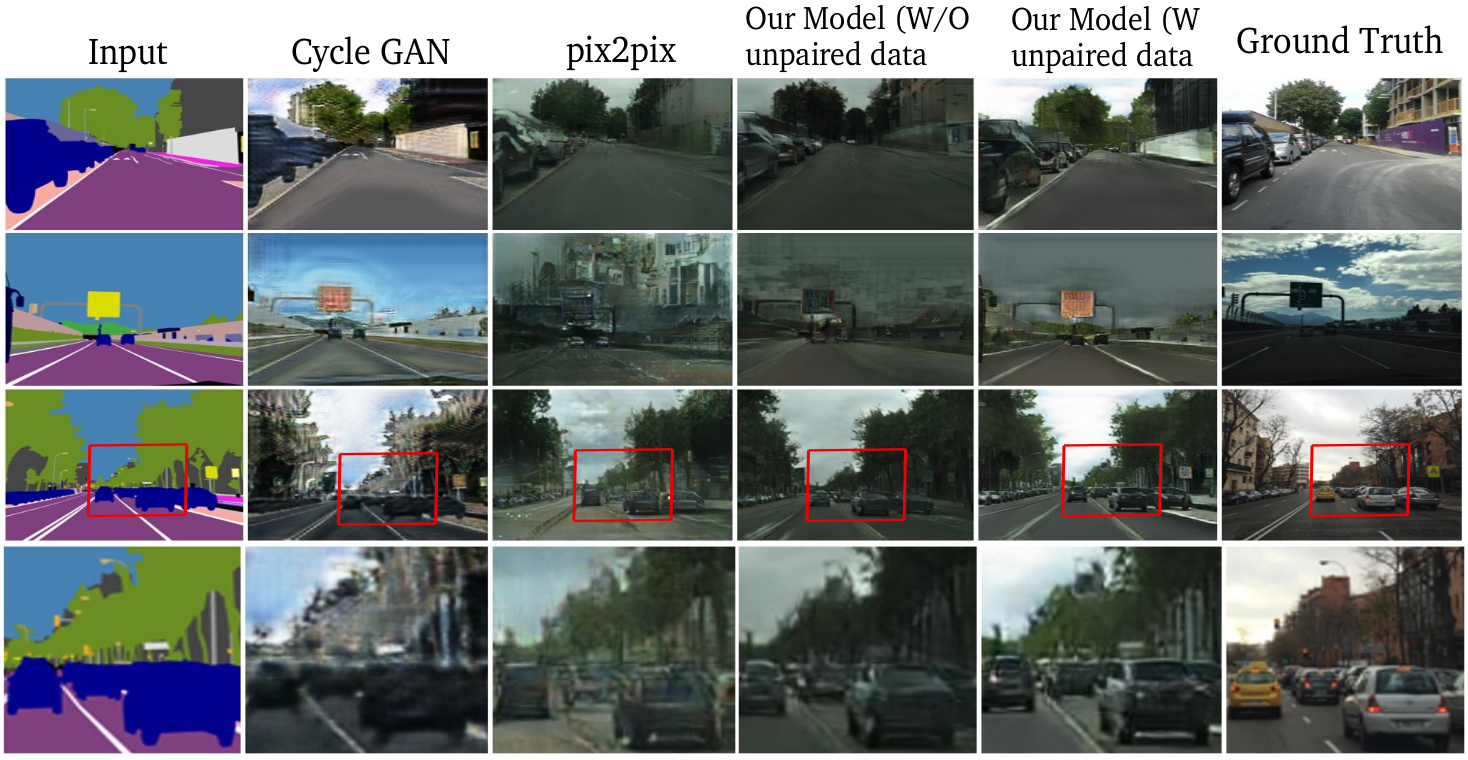 Input
Cycle GAN
pix2pix
Our Model (W/O
unpaired data
Our Model (W
unpaired data
Ground Truth